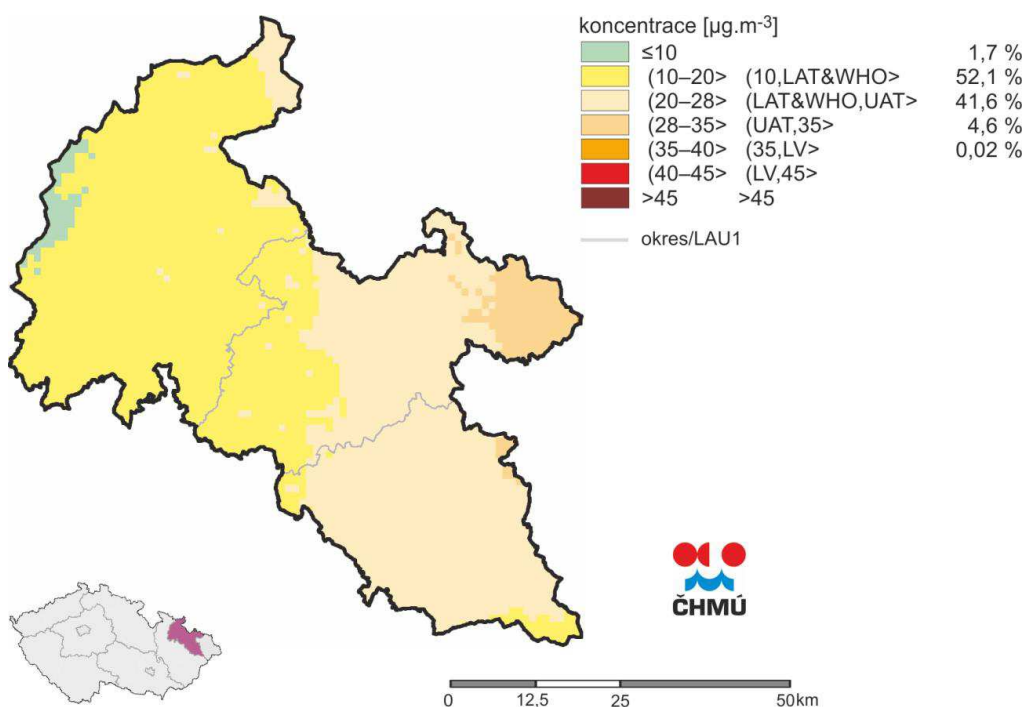 koncentrace [µg.m-3]
≤10 1,7 %
(10–20> (10,LAT&WHO> 52,1 %
(20–28> (LAT&WHO,UAT> 41,6 %
(28–35> (UAT,35> 4,6 %
(35–40> (35,LV> 0,02 %
(40–45> (LV,45>
>45 >45
okres/LAU1
ČHMÚ
0 12,5 25 50km